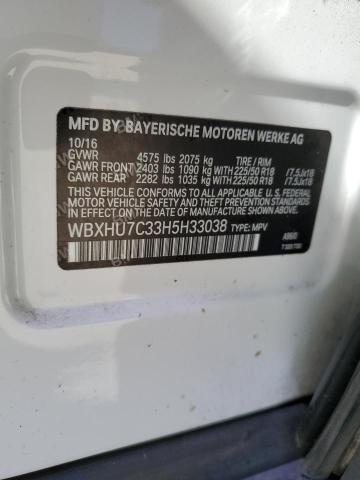 MFD BY BAYERISCHE MOTOREN WERKE AG
10/16
GVWR 4575 lbs 2075 kg TIRE / RIM
GAWR FRONT 2403 lbs 1090 kg WITH 225/50 R18 / 7.5Jx18
GAWR REAR 2282 lbs 1035 kg WITH 225/50 R18 / 7.5Jx18
THIS VEHICLE CONFORMS TO ALL APPLICABLE U.S. FEDERAL
MOTOR VEHICLE SAFETY, BUMPER, AND THEFT PREVENTION
STANDARDS IN EFFECT ON THE DATE OF MANUFACTURE SHOWN ABOVE.
WBXHU7C33H5H33038 TYPE: MPV
A960